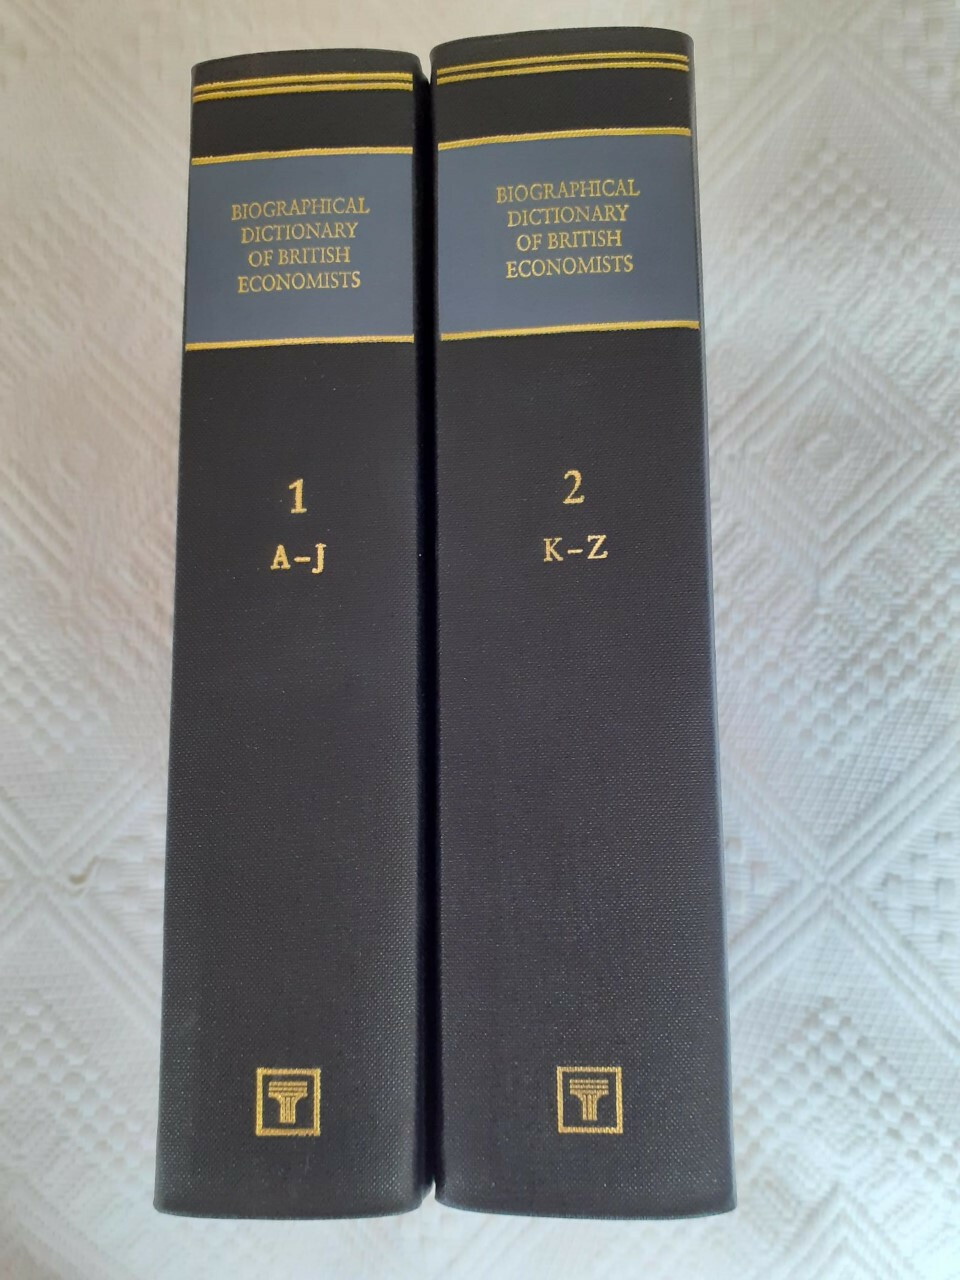 BIOGRAPHICAL
DICTIONARY
OF BRITISH
ECONOMISTS
1
A-J
BIOGRAPHICAL
DICTIONARY
OF BRITISH
ECONOMISTS
2
K-Z